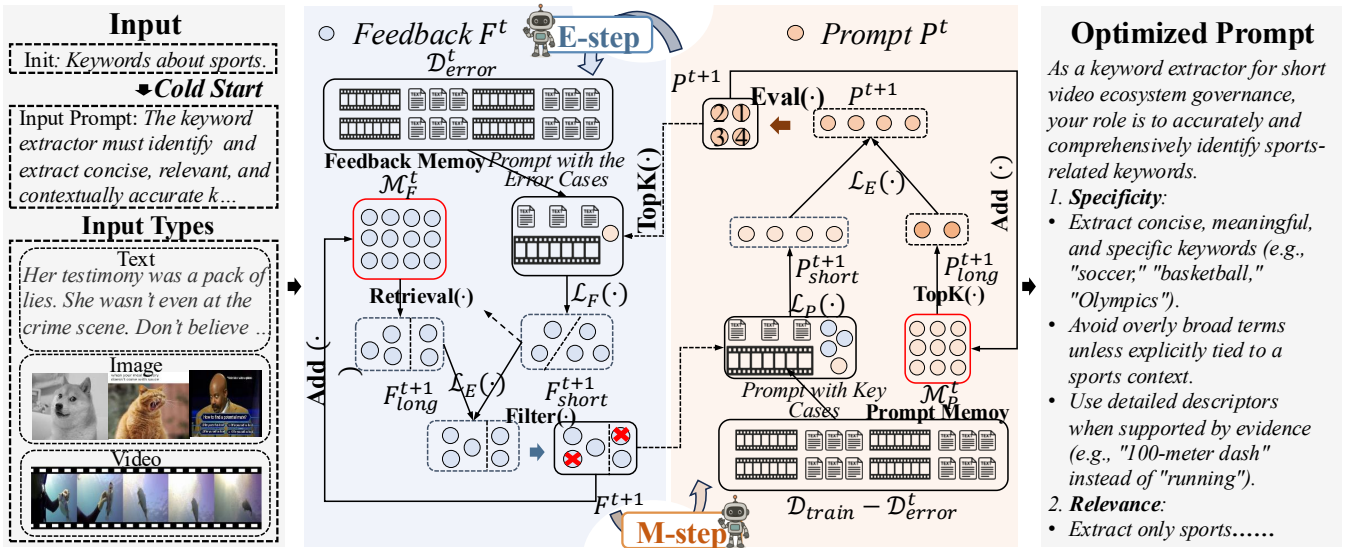 Input
Init: Keywords about sports.
Cold Start
Input Prompt: The keyword
extractor must identify and
extract concise, relevant, and
contextually accurate k...
Input Types
Text
Her testimony was a pack of
lies. She wasn't even at the
crime scene. Don't believe ..
Image
Video
Feedback F^t
E-step
D^t_error
Feedback Memoy
M^t_F
Prompt with the
Error Cases
TopK(·)
Retrieval(·)
L_F(·)
Add (·)
F^{t+1}_long
L_E(·)
F^{t+1}_short
Filter(·)
F^{t+1}
M-step
Prompt P^t
P^{t+1}
Eval(·)
P^{t+1}
2 1
3 4
L_E(·)
Add (·)
P^{t+1}_short
P^{t+1}_long
L_P(·)
TopK(·)
TEXT
Prompt with Key
Cases
M^t_P
Prompt Memoy
D_train − D^t_error
Optimized Prompt
As a keyword extractor for short
video ecosystem governance,
your role is to accurately and
comprehensively identify sports-
related keywords.
1. Specificity:
• Extract concise, meaningful,
and specific keywords (e.g.,
"soccer," "basketball,"
"Olympics").
• Avoid overly broad terms
unless explicitly tied to a
sports context.
• Use detailed descriptors
when supported by evidence
(e.g., "100-meter dash"
instead of "running").
2. Relevance:
• Extract only sports......